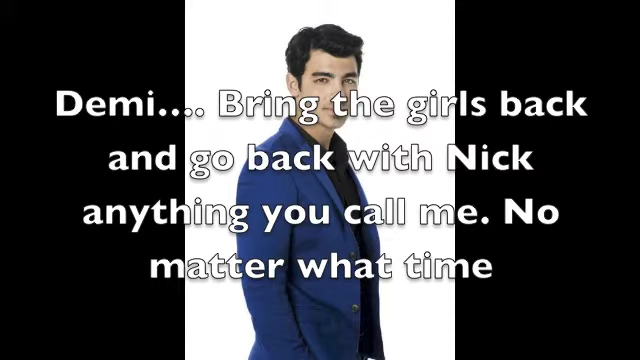 Demi.... Bring the girls back
and go back with Nick
anything you call me. No
matter what time